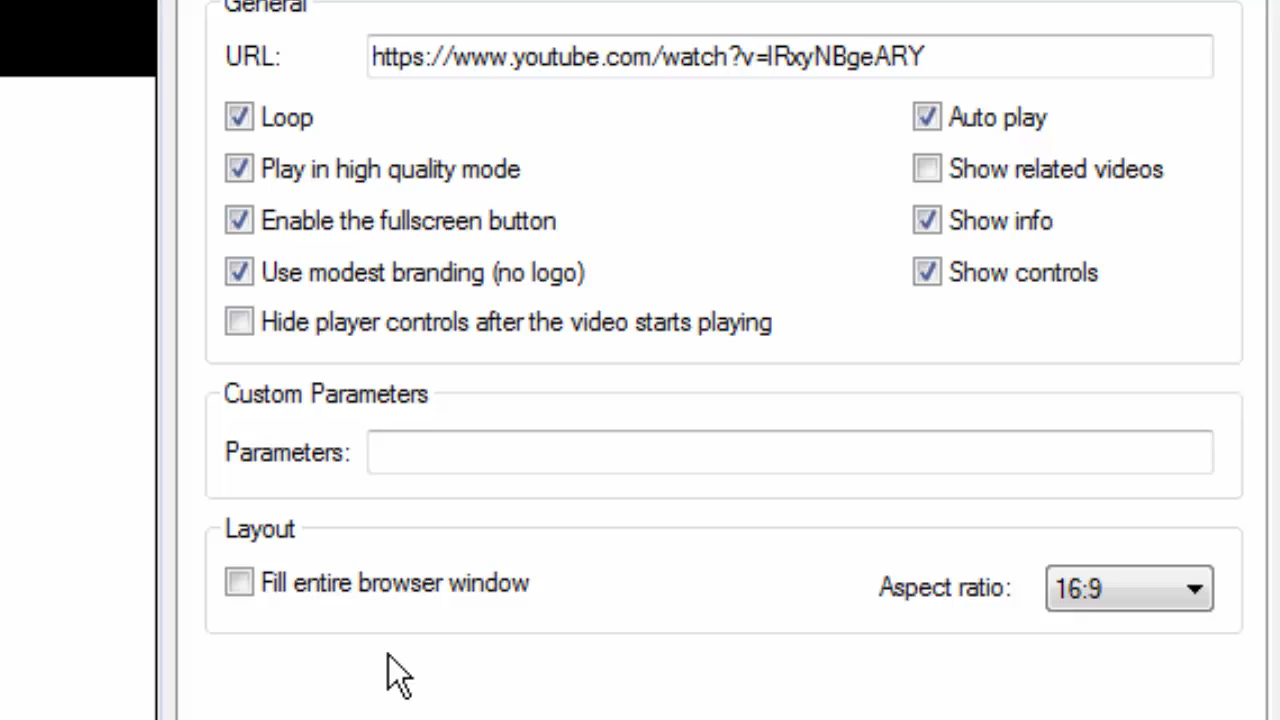 General
URL: https://www.youtube.com/watch?v=lRxyNBgeARY
Loop Auto play
Play in high quality mode Show related videos
Enable the fullscreen button Show info
Use modest branding (no logo) Show controls
Hide player controls after the video starts playing
Custom Parameters
Parameters:
Layout
Fill entire browser window Aspect ratio: 16:9